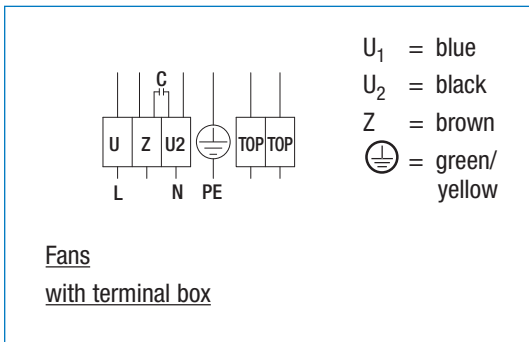 C
U Z U2 TOP TOP
L N PE
U₁ = blue
U₂ = black
Z = brown
= green/
yellow
Fans
with terminal box